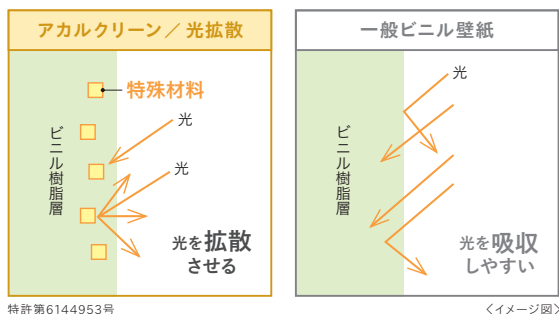 アカルクリーン／光拡散
特殊材料
光
光
ビニル樹脂層
光を拡散
させる
一般ビニル壁紙
光
ビニル樹脂層
光を吸収
しやすい
特許第6144953号
〈イメージ図〉